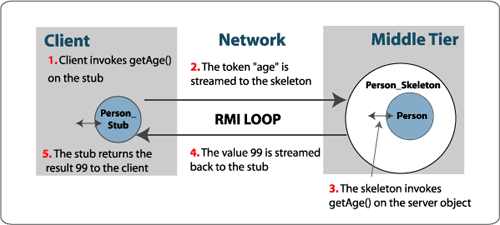 Client
Network
Middle Tier
1. Client invokes getAge()
on the stub
2. The token "age" is
streamed to the skeleton
Person_Skeleton
Person_
Stub
Person
RMI LOOP
5. The stub returns the
result 99 to the client
4. The value 99 is streamed
back to the stub
3. The skeleton invokes
getAge() on the server object